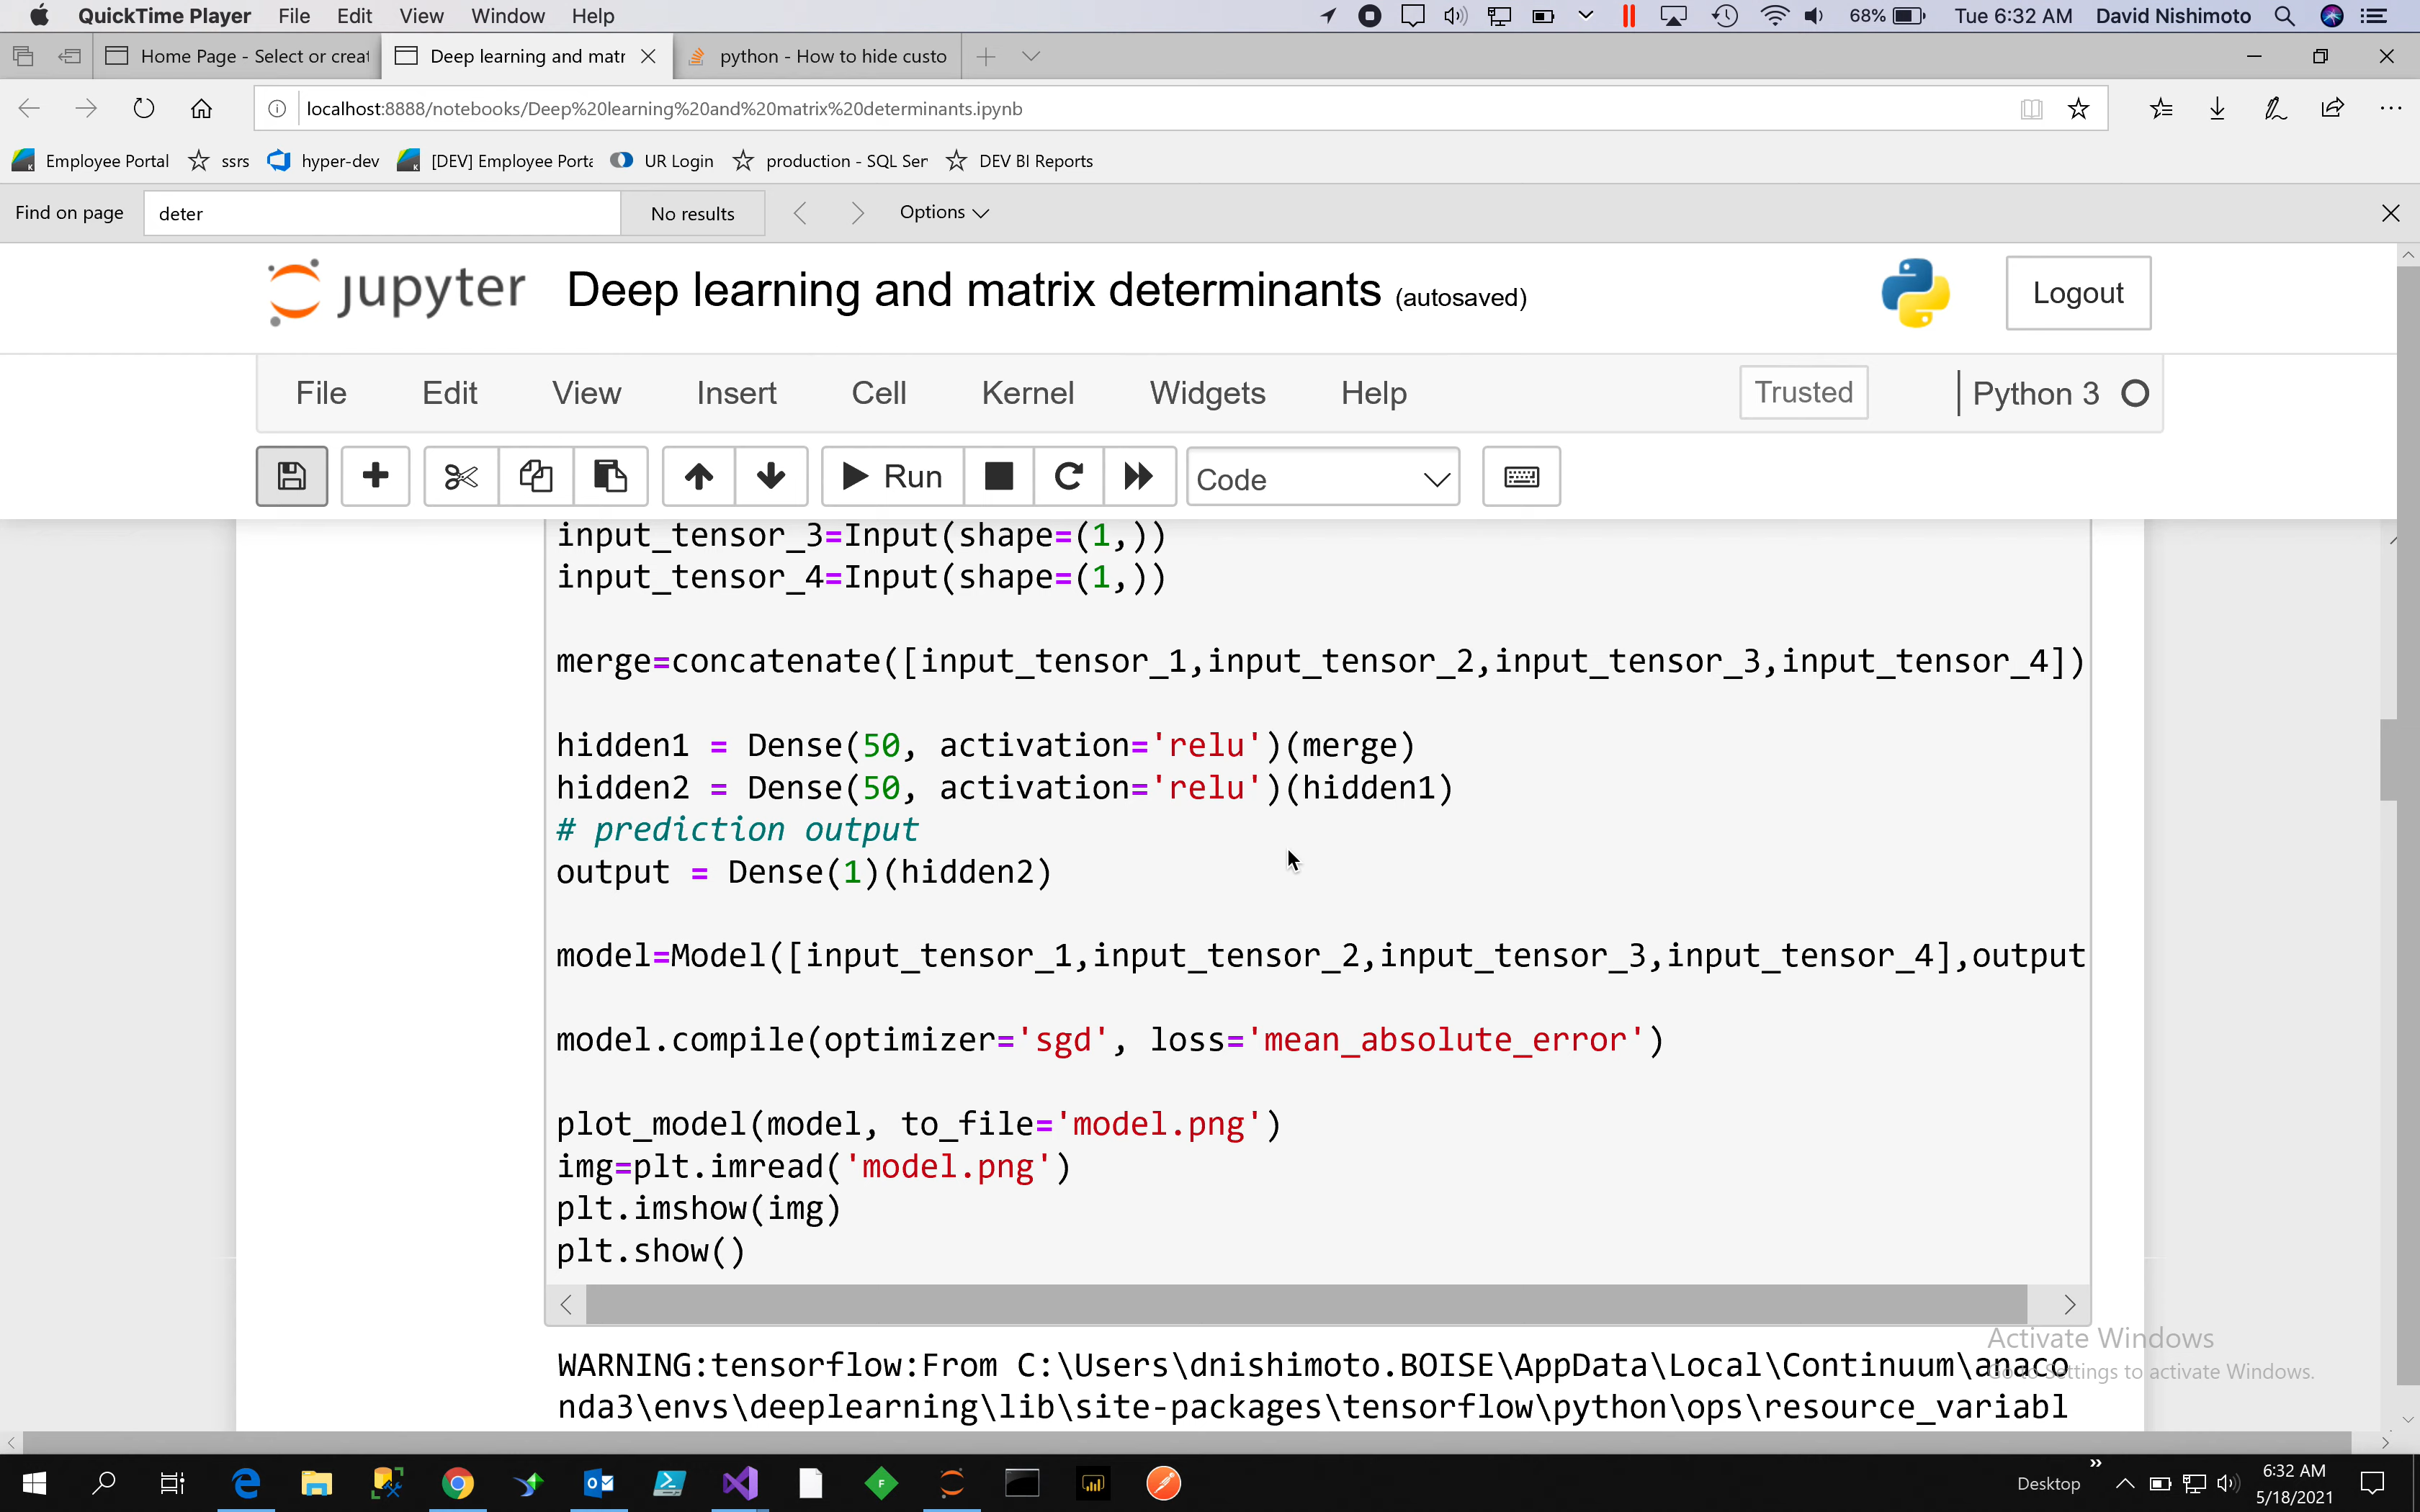 QuickTime Player File Edit View Window Help 68% Tue 6:32 AM David Nishimoto
Home Page - Select or creat Deep learning and matr python - How to hide custo
localhost:8888/notebooks/Deep%20learning%20and%20matrix%20determinants.ipynb
Employee Portal ssrs hyper-dev [DEV] Employee Porta UR Login production - SQL Ser DEV BI Reports
Find on page deter No results Options
jupyter Deep learning and matrix determinants (autosaved) Logout
File Edit View Insert Cell Kernel Widgets Help Trusted Python 3
Run Code
input_tensor_3=Input(shape=(1,))
input_tensor_4=Input(shape=(1,))
merge=concatenate([input_tensor_1,input_tensor_2,input_tensor_3,input_tensor_4])
hidden1 = Dense(50, activation='relu')(merge)
hidden2 = Dense(50, activation='relu')(hidden1)
# prediction output
output = Dense(1)(hidden2)
model=Model([input_tensor_1,input_tensor_2,input_tensor_3,input_tensor_4],output
model.compile(optimizer='sgd', loss='mean_absolute_error')
plot_model(model, to_file='model.png')
img=plt.imread('model.png')
plt.imshow(img)
plt.show()
WARNING:tensorflow:From C:\Users\dnishimoto.BOISE\AppData\Local\Continuum\anaco
nda3\envs\deeplearning\lib\site-packages\tensorflow\python\ops\resource_variabl
Activate Windows
Go to Settings to activate Windows.
Desktop 6:32 AM
5/18/2021